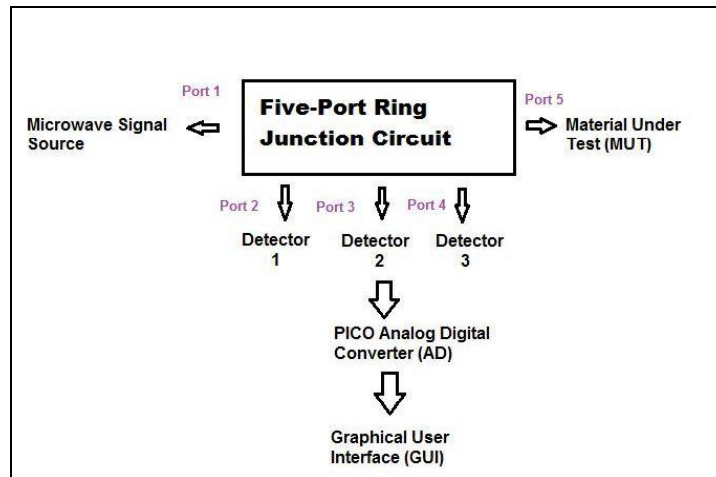 Port 1
Five-Port Ring
Junction Circuit
Port 5
Microwave Signal
Source
Material Under
Test (MUT)
Port 2
Port 3
Port 4
Detector
1
Detector
2
Detector
3
PICO Analog Digital
Converter (AD)
Graphical User
Interface (GUI)